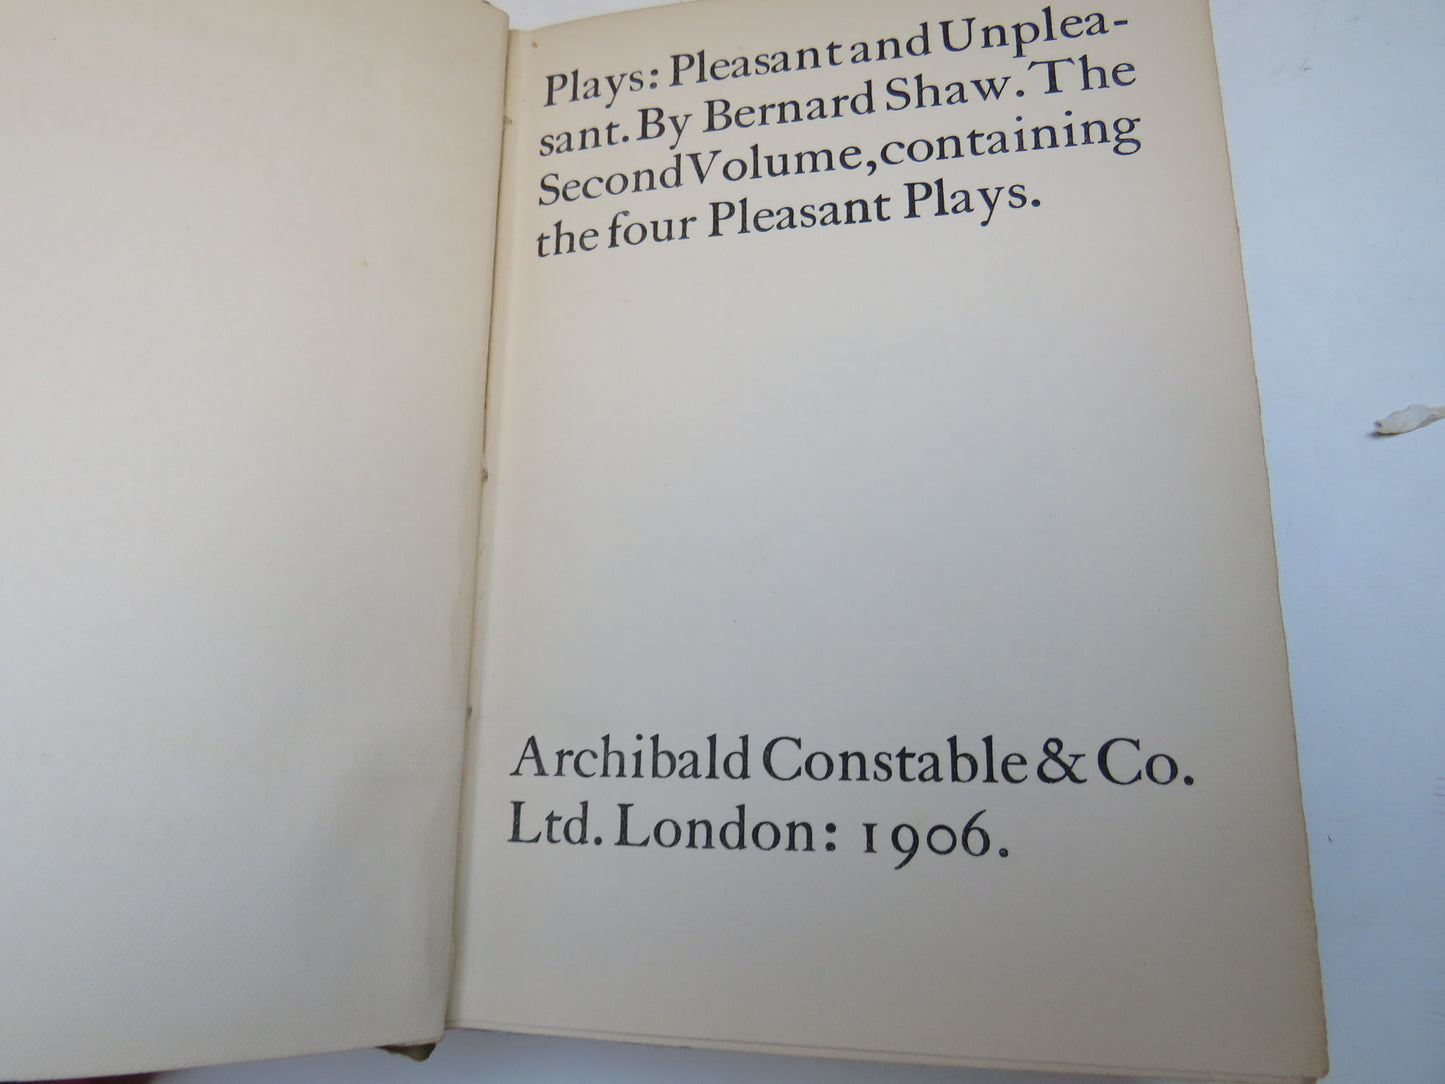 Plays: Pleasant and Unplea-
sant. By Bernard Shaw. The
Second Volume, containing
the four Pleasant Plays.
Archibald Constable & Co.
Ltd. London: 1906.